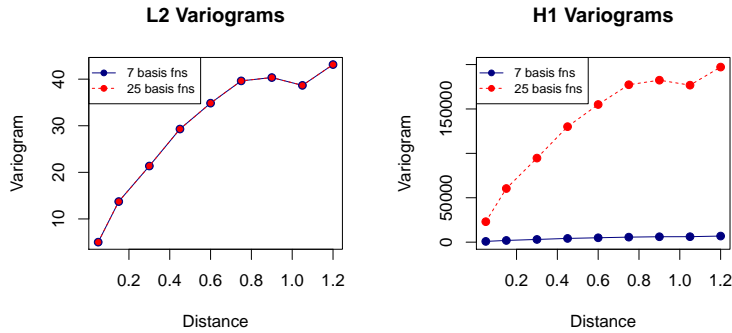 L2 Variograms
7 basis fns
25 basis fns
Variogram
10
20
30
40
0.2 0.4 0.6 0.8 1.0 1.2
Distance
H1 Variograms
7 basis fns
25 basis fns
Variogram
0
50000
150000
0.2 0.4 0.6 0.8 1.0 1.2
Distance